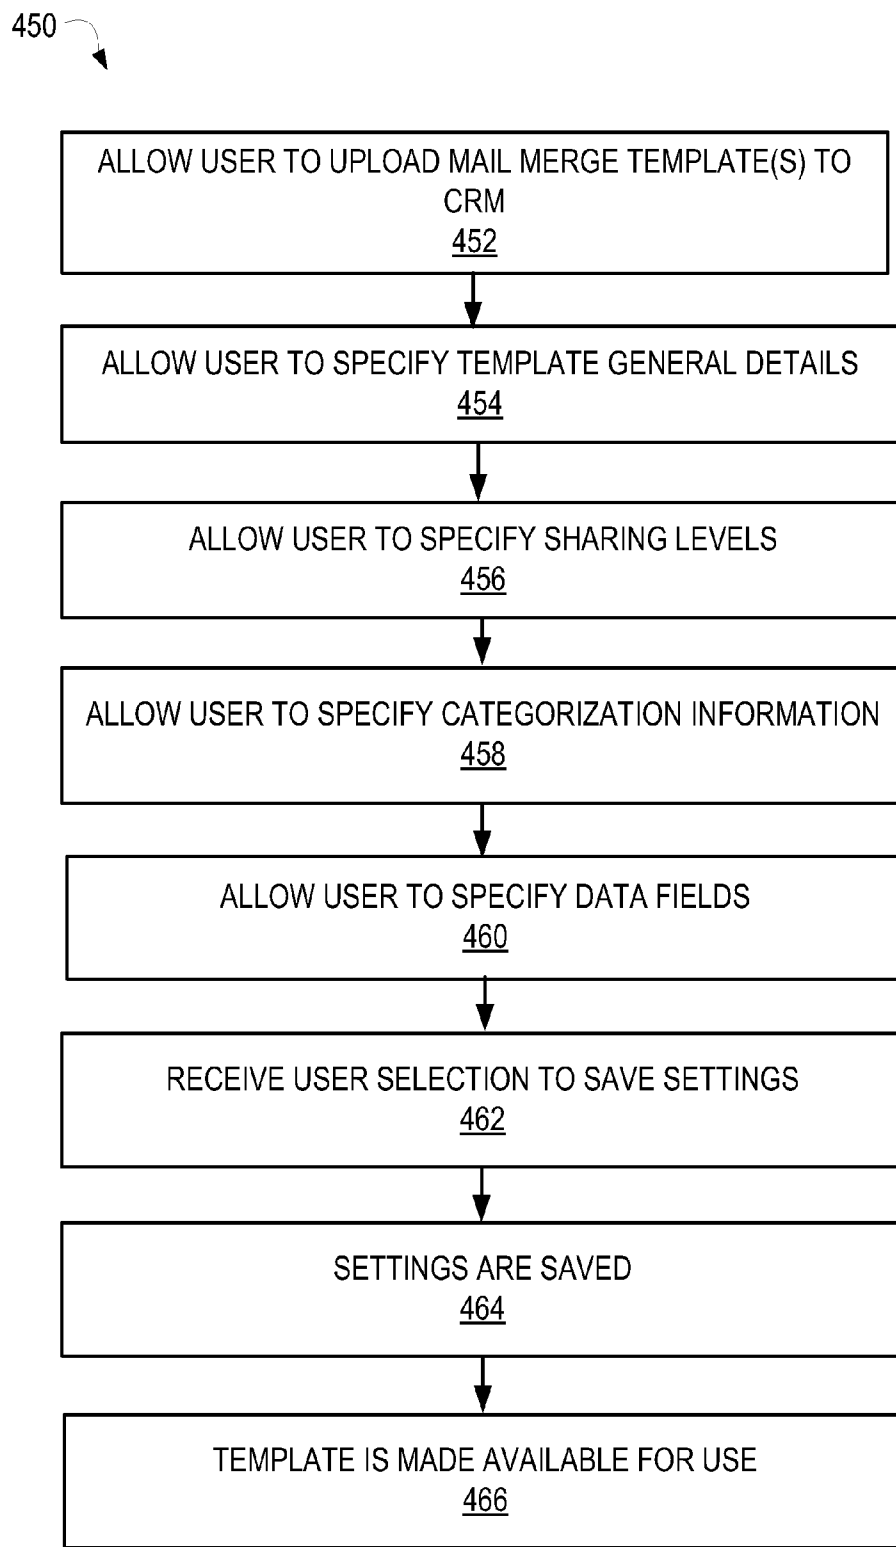 450
ALLOW USER TO UPLOAD MAIL MERGE TEMPLATE(S) TO
CRM
452
ALLOW USER TO SPECIFY TEMPLATE GENERAL DETAILS
454
ALLOW USER TO SPECIFY SHARING LEVELS
456
ALLOW USER TO SPECIFY CATEGORIZATION INFORMATION
458
ALLOW USER TO SPECIFY DATA FIELDS
460
RECEIVE USER SELECTION TO SAVE SETTINGS
462
SETTINGS ARE SAVED
464
TEMPLATE IS MADE AVAILABLE FOR USE
466